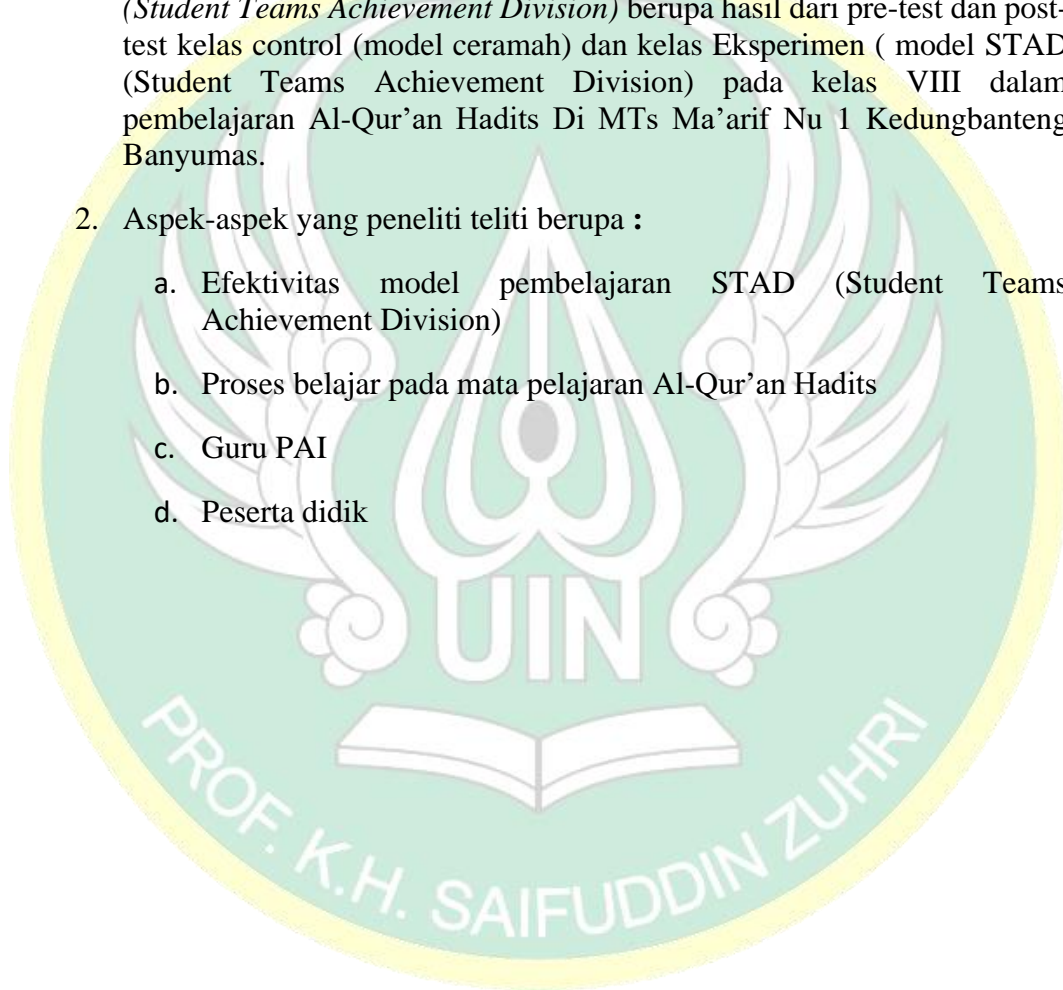 (Student Teams Achievement Division) berupa hasil dari pre-test dan post-
test kelas control (model ceramah) dan kelas Eksperimen ( model STAD
(Student Teams Achievement Division) pada kelas VIII dalam
pembelajaran Al-Qur'an Hadits Di MTs Ma'arif Nu 1 Kedungbanteng
Banyumas.
2. Aspek-aspek yang peneliti teliti berupa :
a. Efektivitas model pembelajaran STAD (Student Teams
Achievement Division)
b. Proses belajar pada mata pelajaran Al-Qur'an Hadits
c. Guru PAI
d. Peserta didik
UIN
PROF. K.H. SAIFUDDIN ZUHRI